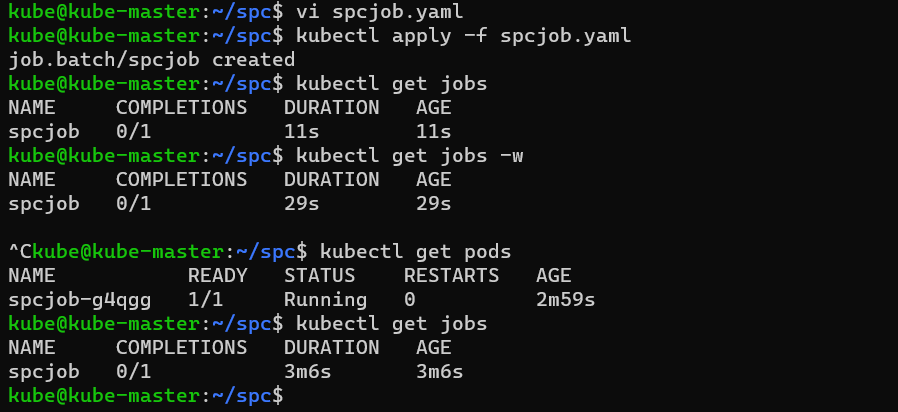 kube@kube-master:~/spc$ vi spcjob.yaml
kube@kube-master:~/spc$ kubectl apply -f spcjob.yaml
job.batch/spcjob created
kube@kube-master:~/spc$ kubectl get jobs
NAME     COMPLETIONS   DURATION   AGE
spcjob   0/1           11s        11s
kube@kube-master:~/spc$ kubectl get jobs -w
NAME     COMPLETIONS   DURATION   AGE
spcjob   0/1           29s        29s
^Ckube@kube-master:~/spc$ kubectl get pods
NAME           READY   STATUS    RESTARTS   AGE
spcjob-g4qgg   1/1     Running   0          2m59s
kube@kube-master:~/spc$ kubectl get jobs
NAME     COMPLETIONS   DURATION   AGE
spcjob   0/1           3m6s       3m6s
kube@kube-master:~/spc$